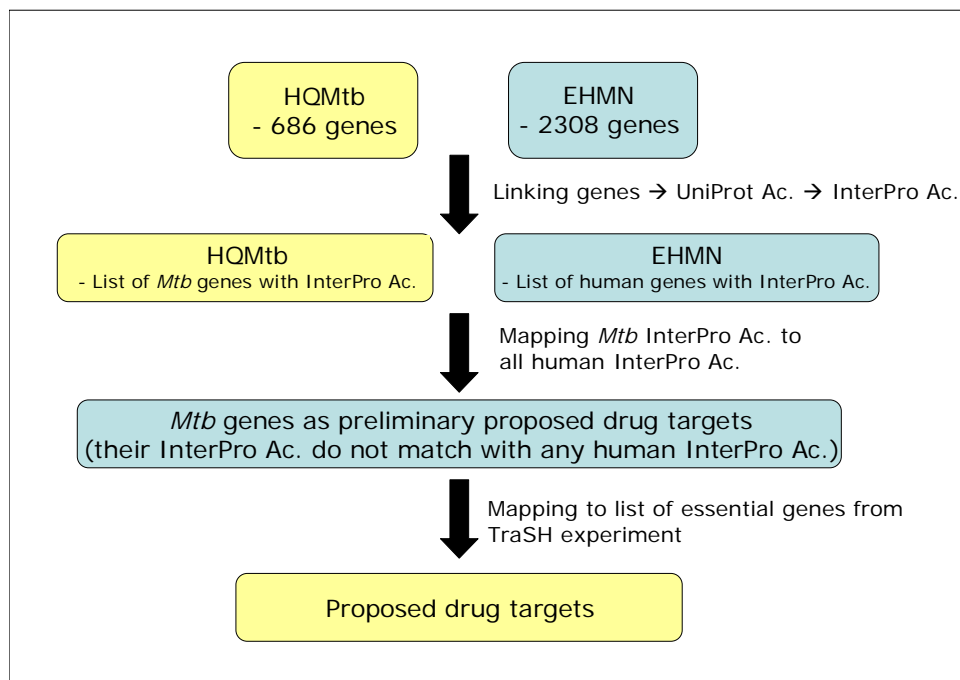 HQMtb
- 686 genes
EHMN
- 2308 genes
Linking genes → UniProt Ac. → InterPro Ac.
HQMtb
- List of Mtb genes with InterPro Ac.
EHMN
- List of human genes with InterPro Ac.
Mapping Mtb InterPro Ac. to
all human InterPro Ac.
Mtb genes as preliminary proposed drug targets
(their InterPro Ac. do not match with any human InterPro Ac.)
Mapping to list of essential genes from
TraSH experiment
Proposed drug targets